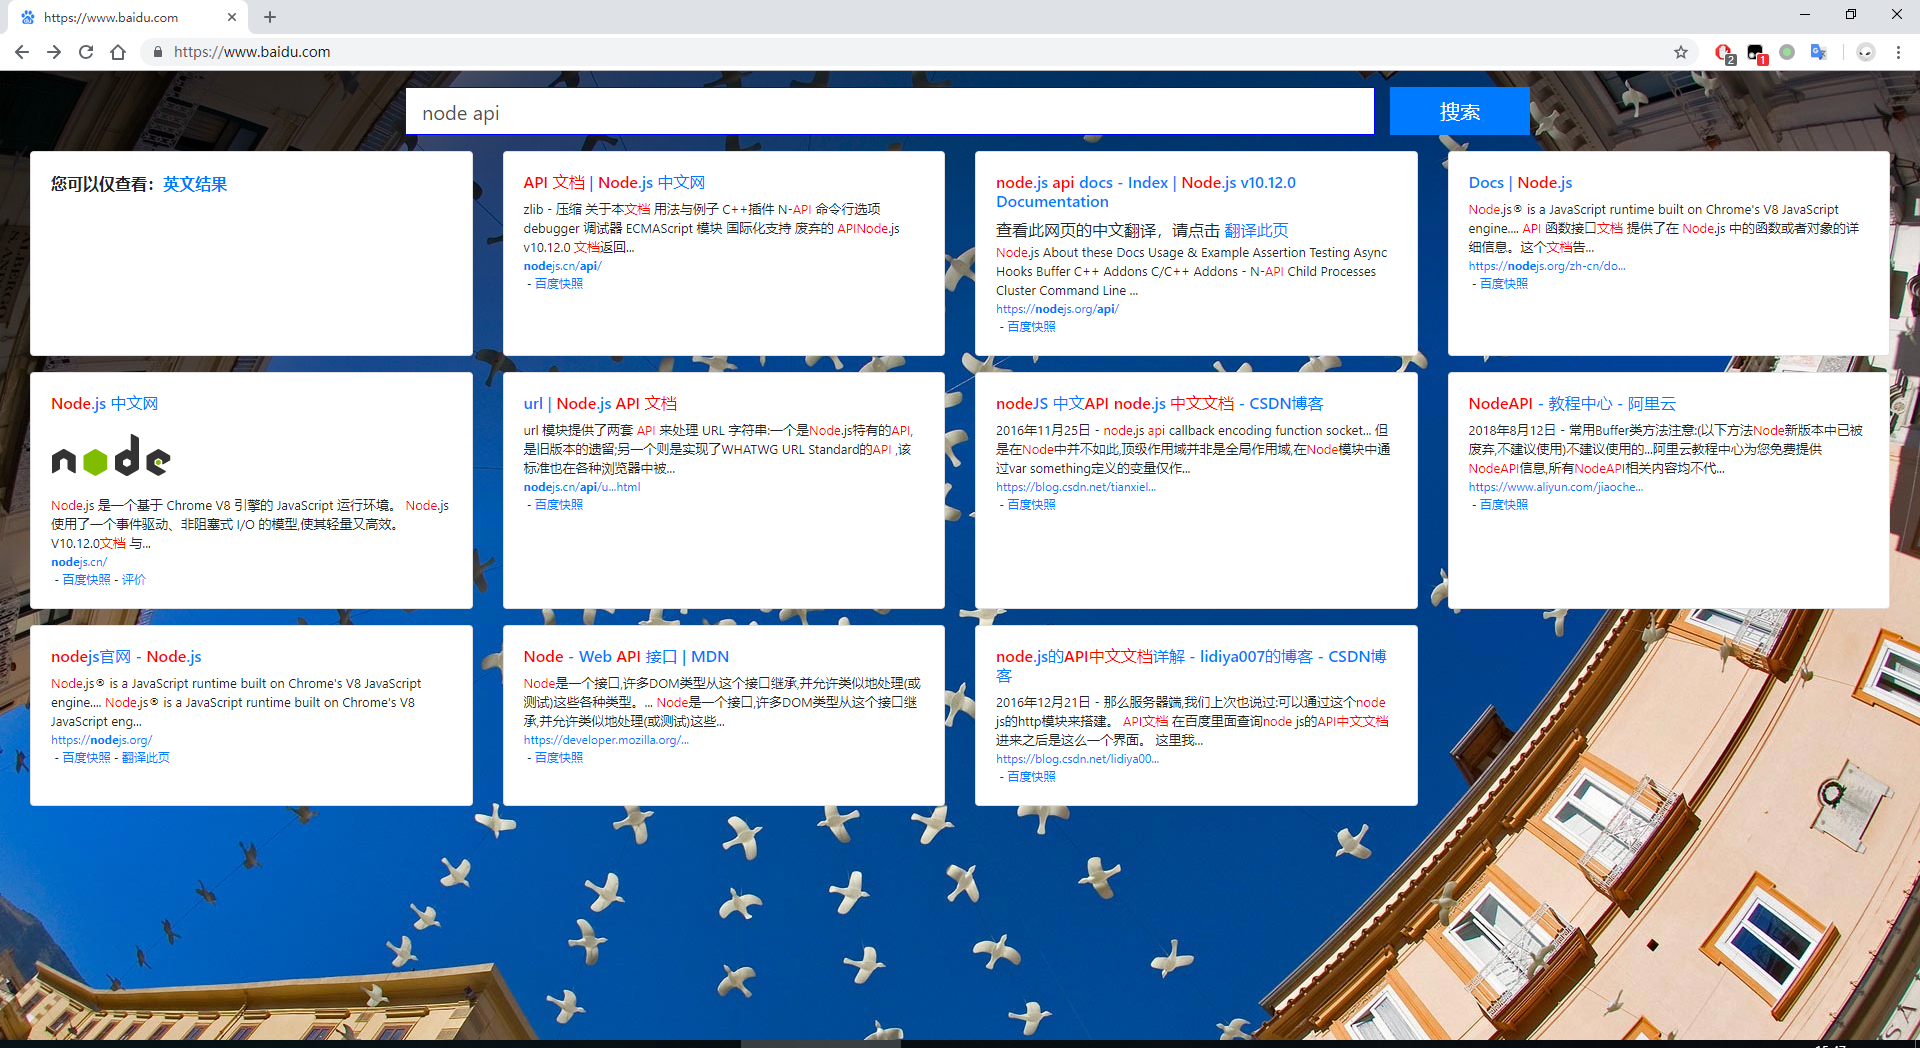 https://www.baidu.com
https://www.baidu.com
2
1
node api
搜索
您可以仅查看：英文结果
API 文档 | Node.js 中文网
zlib - 压缩 关于本文档 用法与例子 C++插件 N-API 命令行选项
debugger 调试器 ECMAScript 模块 国际化支持 废弃的 APINode.js
v10.12.0 文档返回...
nodejs.cn/api/
- 百度快照
node.js api docs - Index | Node.js v10.12.0
Documentation
查看此网页的中文翻译，请点击 翻译此页
Node.js About these Docs Usage & Example Assertion Testing Async
Hooks Buffer C++ Addons C/C++ Addons - N-API Child Processes
Cluster Command Line ...
https://nodejs.org/api/
- 百度快照
Docs | Node.js
Node.js® is a JavaScript runtime built on Chrome's V8 JavaScript
engine.... API 函数接口文档 提供了在 Node.js 中的函数或者对象的详
细信息。这个文档告...
https://nodejs.org/zh-cn/do...
- 百度快照
Node.js 中文网
node
Node.js 是一个基于 Chrome V8 引擎的 JavaScript 运行环境。 Node.js
使用了一个事件驱动、非阻塞式 I/O 的模型,使其轻量又高效。
V10.12.0文档 与...
nodejs.cn/
- 百度快照 - 评价
url | Node.js API 文档
url 模块提供了两套 API 来处理 URL 字符串:一个是Node.js特有的API,
是旧版本的遗留;另一个则是实现了WHATWG URL Standard的API ,该
标准也在各种浏览器中被...
nodejs.cn/api/u...html
- 百度快照
nodeJS 中文API node.js 中文文档 - CSDN博客
2016年11月25日 - node.js api callback encoding function socket... 但
是在Node中并不如此,顶级作用域并非是全局作用域,在Node模块中通
过var something定义的变量仅作...
https://blog.csdn.net/tianxiel...
- 百度快照
NodeAPI - 教程中心 - 阿里云
2018年8月12日 - 常用Buffer类方法注意:(以下方法Node新版本中已被
废弃,不建议使用)不建议使用的...阿里云教程中心为您免费提供
NodeAPI信息,所有NodeAPI相关内容均不代...
https://www.aliyun.com/jiaoche...
- 百度快照
nodejs官网 - Node.js
Node.js® is a JavaScript runtime built on Chrome's V8 JavaScript
engine.... Node.js® is a JavaScript runtime built on Chrome's V8
JavaScript eng...
https://nodejs.org/
- 百度快照 - 翻译此页
Node - Web API 接口 | MDN
Node是一个接口,许多DOM类型从这个接口继承,并允许类似地处理(或
测试)这些各种类型。... Node是一个接口,许多DOM类型从这个接口继
承,并允许类似地处理(或测试)这些...
https://developer.mozilla.org/...
- 百度快照
node.js的API中文文档详解 - lidiya007的博客 - CSDN博
客
2016年12月21日 - 那么服务器端,我们上次也说过:可以通过这个node
js的http模块来搭建。 API文档 在百度里面查询node js的API中文文档
进来之后是这么一个界面。 这里我...
https://blog.csdn.net/lidiya00...
- 百度快照